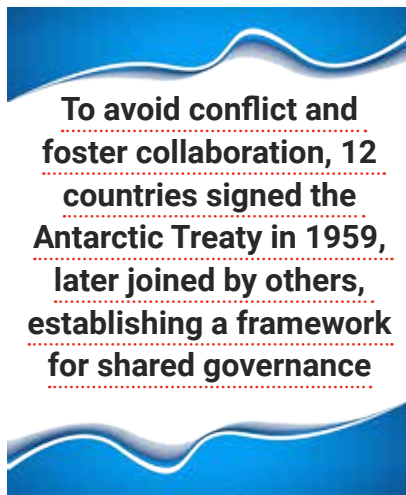 To avoid conflict and
foster collaboration, 12
countries signed the
Antarctic Treaty in 1959,
later joined by others,
establishing a framework
for shared governance